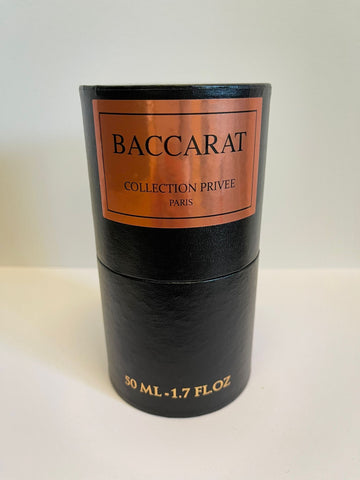 BACCARAT
COLLECTION PRIVEE
PARIS
50 ML - 1.7 FL.OZ